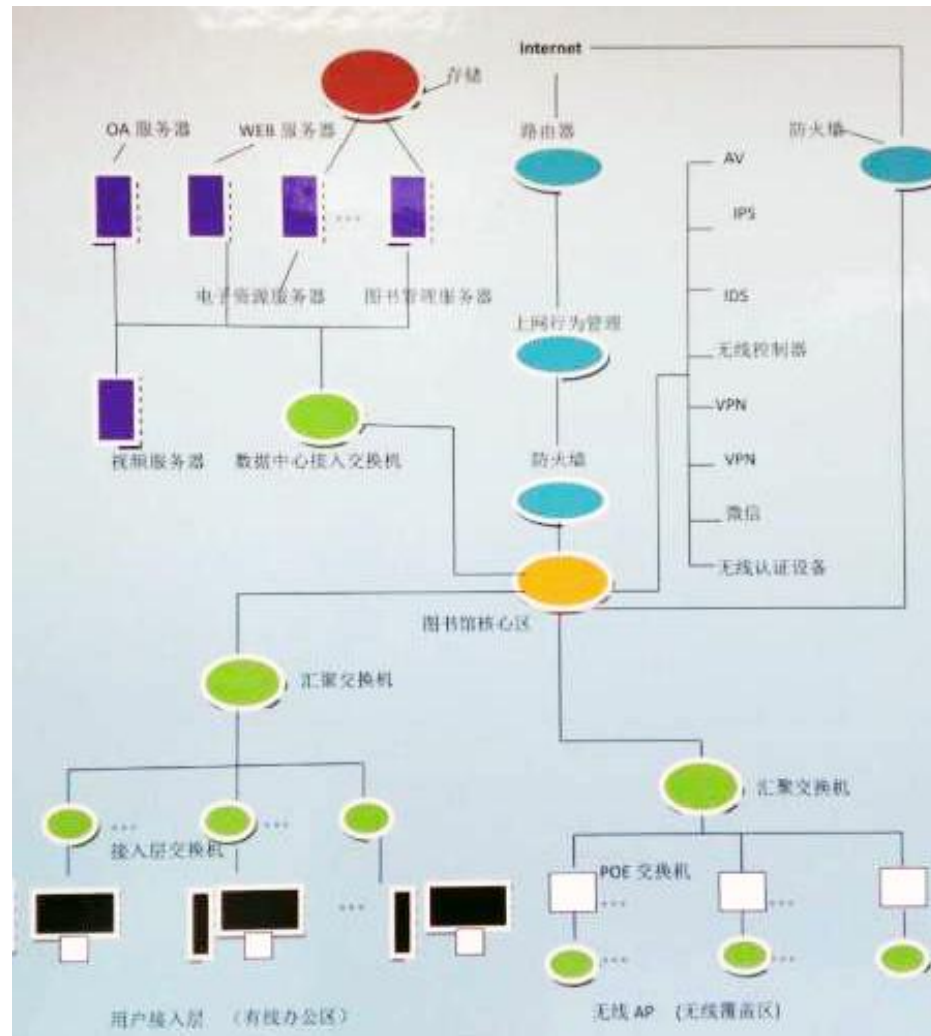 Internet
存储
OA 服务器
WEB 服务器
路由器
防火墙
AV
IPS
电子资源服务器
图书管理服务器
IDS
上网行为管理
无线控制器
VPN
视频服务器
数据中心接入交换机
防火墙
VPN
微信
无线认证设备
图书馆核心区
汇聚交换机
汇聚交换机
接入层交换机
POE 交换机
用户接入层 (有线办公区)
无线 AP (无线覆盖区)